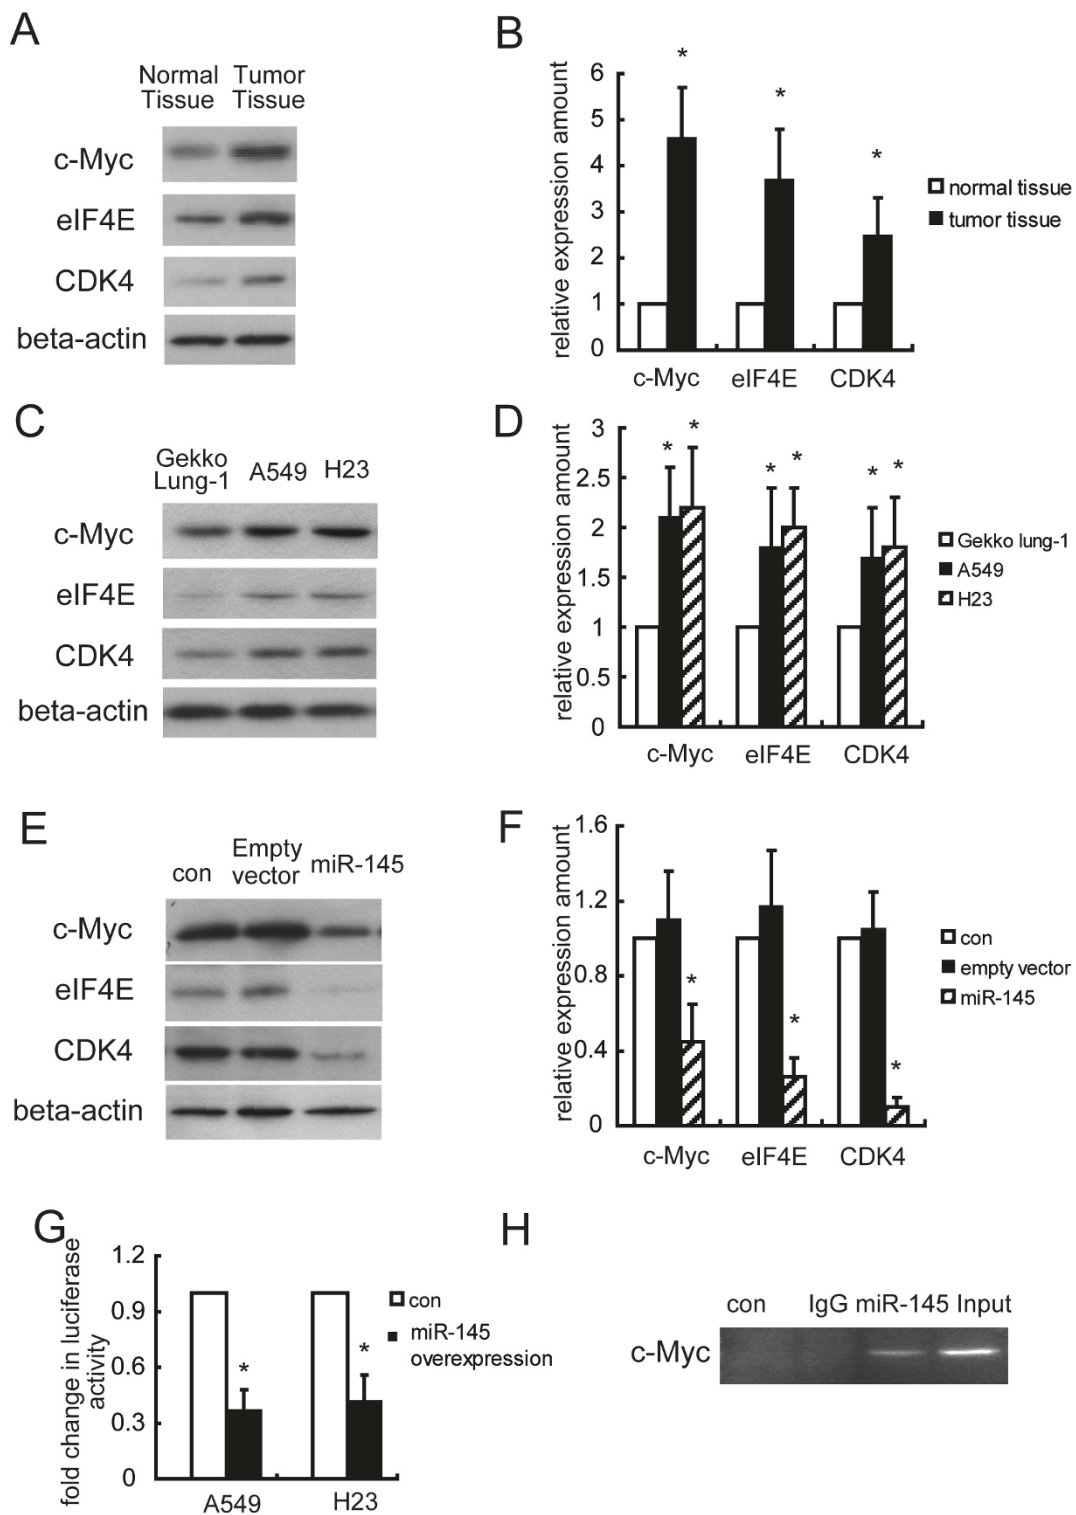 A
Normal Tumor
Tissue Tissue
c-Myc
eIF4E
CDK4
beta-actin
B
relative expression amount
6
5
4
3
2
1
0
*
*
*
c-Myc eIF4E CDK4
normal tissue
tumor tissue
C
Gekko
Lung-1 A549 H23
c-Myc
eIF4E
CDK4
beta-actin
D
relative expression amount
3
2.5
2
1.5
1
0.5
0
* *
* *
* *
c-Myc eIF4E CDK4
Gekko lung-1
A549
H23
E
con Empty
vector miR-145
c-Myc
eIF4E
CDK4
beta-actin
F
relative expression amount
1.6
1.2
0.8
0.4
0
*
*
*
c-Myc eIF4E CDK4
con
empty vector
miR-145
G
fold change in luciferase
activity
1.2
0.9
0.6
0.3
0
*
*
A549 H23
con
miR-145
overexpression
H
con IgG miR-145 Input
c-Myc